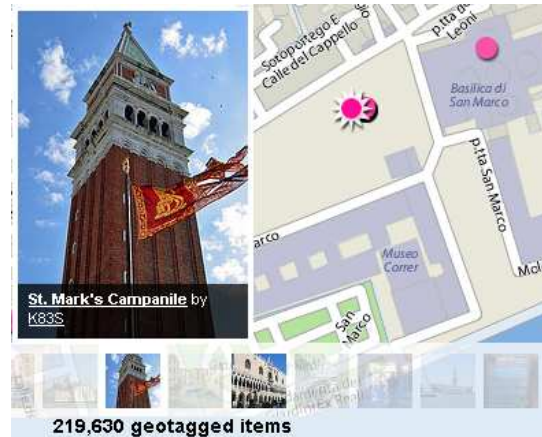 Sotoportego E
Calle del Cappello
p.tta dei
Leoni
Basilica di
San Marco
p.tta San Marco
arco
Museo
Correr
Mol
San
Marco
St. Mark's Campanile by
K83S
219,630 geotagged items